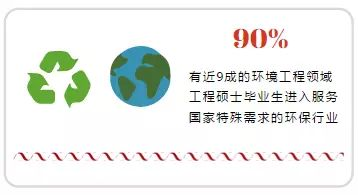 90%
有近9成的环境工程领域
工程硕士毕业生进入服务
国家特殊需求的环保行业